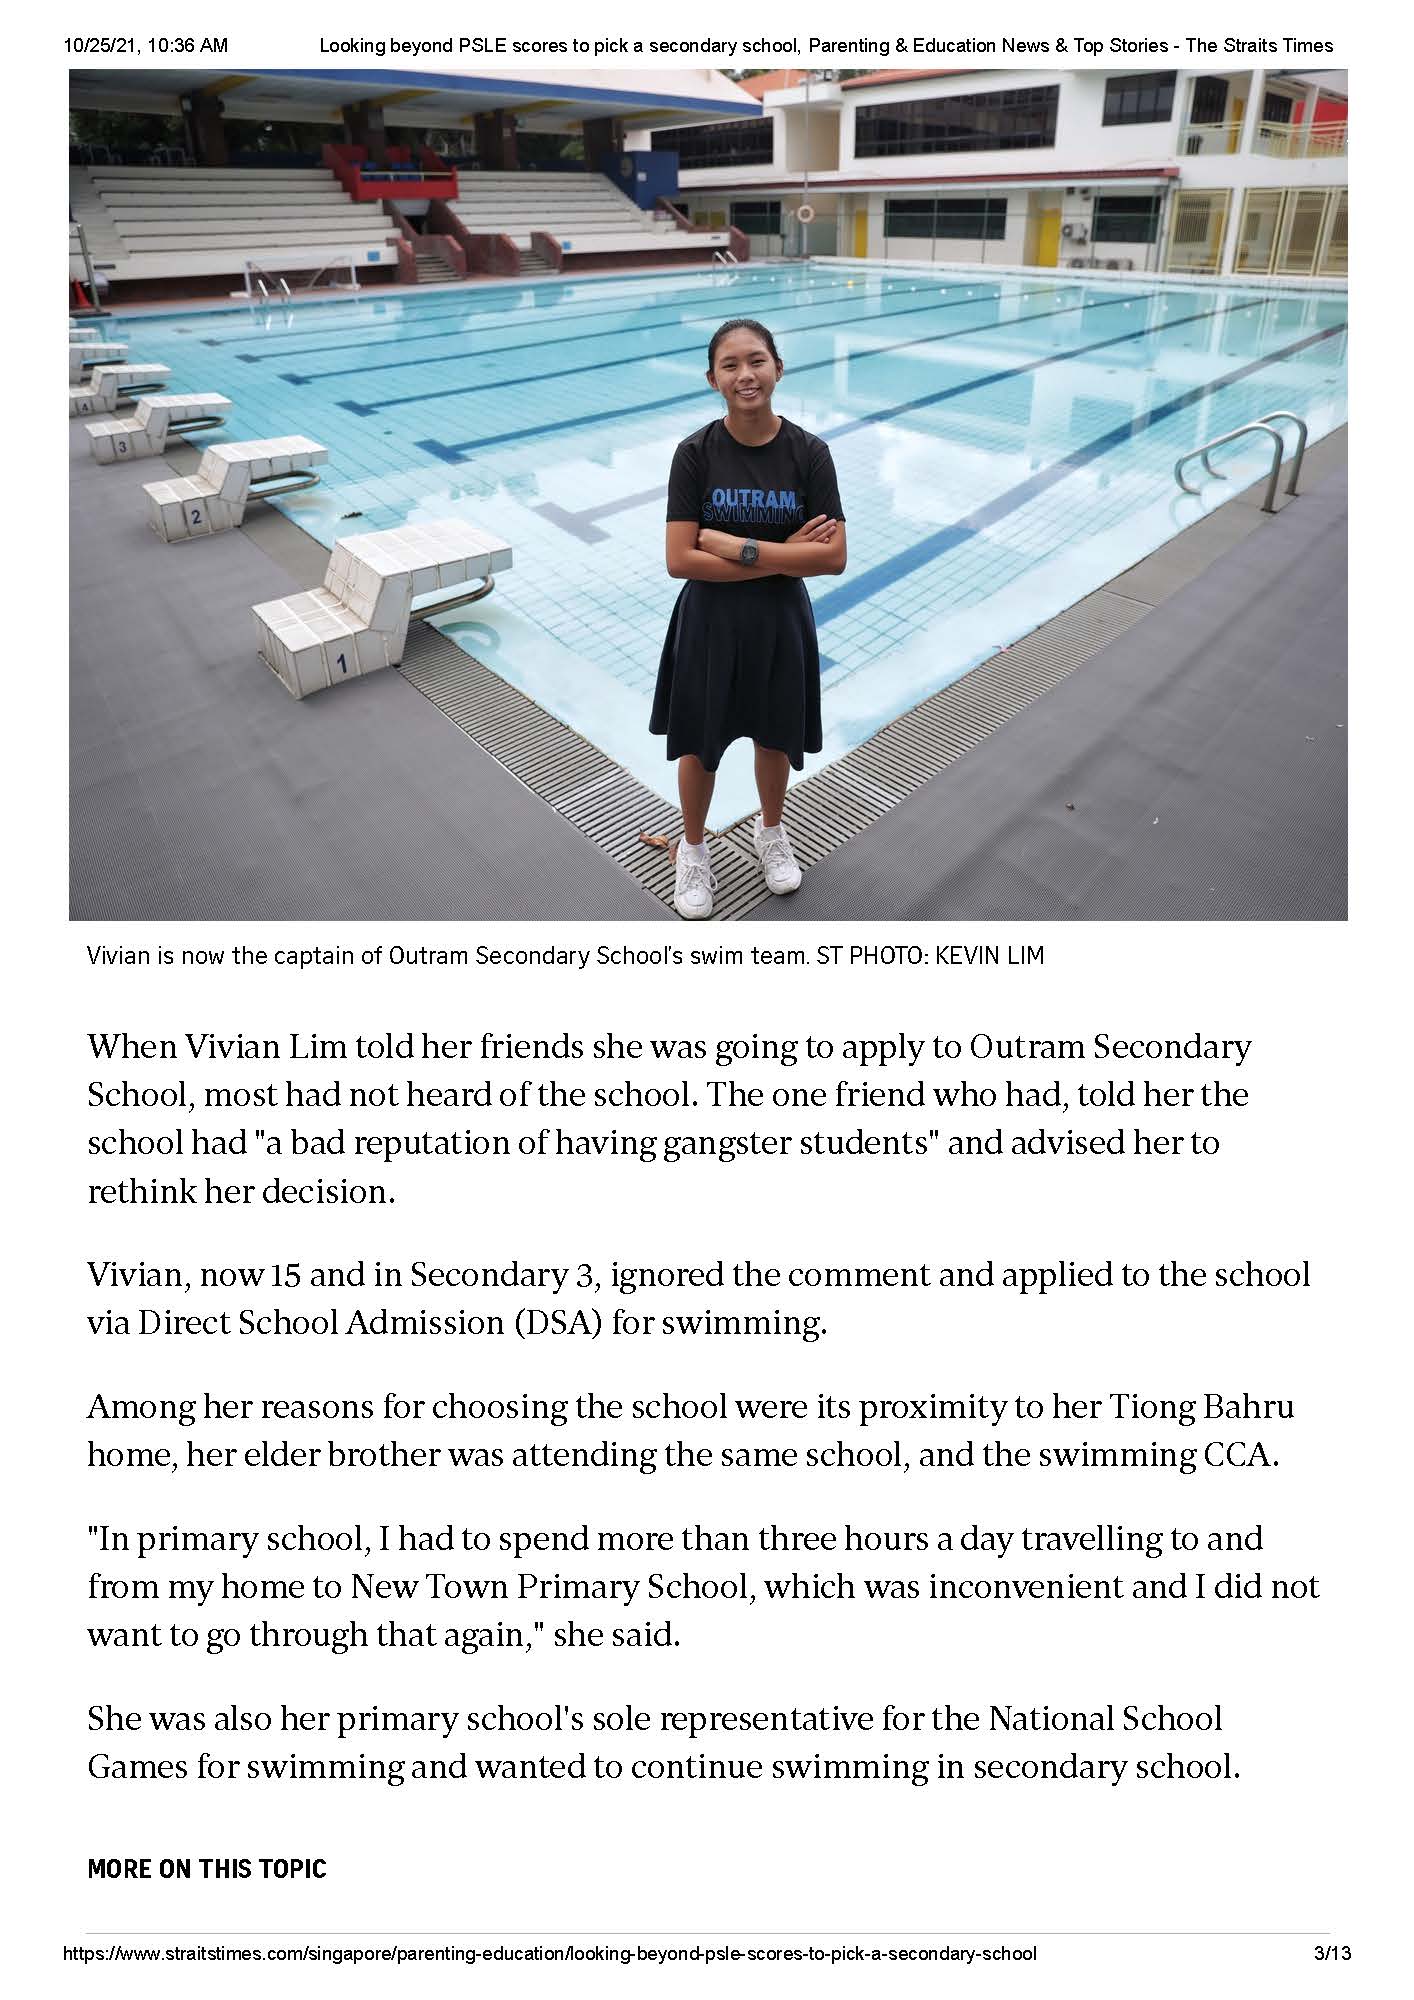 10/25/21, 10:36 AM Looking beyond PSLE scores to pick a secondary school, Parenting & Education News & Top Stories - The Straits Times
4
3
2
1
OUTRAM
SWIMMING
Vivian is now the captain of Outram Secondary School's swim team. ST PHOTO: KEVIN LIM
When Vivian Lim told her friends she was going to apply to Outram Secondary
School, most had not heard of the school. The one friend who had, told her the
school had "a bad reputation of having gangster students" and advised her to
rethink her decision.
Vivian, now 15 and in Secondary 3, ignored the comment and applied to the school
via Direct School Admission (DSA) for swimming.
Among her reasons for choosing the school were its proximity to her Tiong Bahru
home, her elder brother was attending the same school, and the swimming CCA.
"In primary school, I had to spend more than three hours a day travelling to and
from my home to New Town Primary School, which was inconvenient and I did not
want to go through that again," she said.
She was also her primary school's sole representative for the National School
Games for swimming and wanted to continue swimming in secondary school.
MORE ON THIS TOPIC
https://www.straitstimes.com/singapore/parenting-education/looking-beyond-psle-scores-to-pick-a-secondary-school 3/13